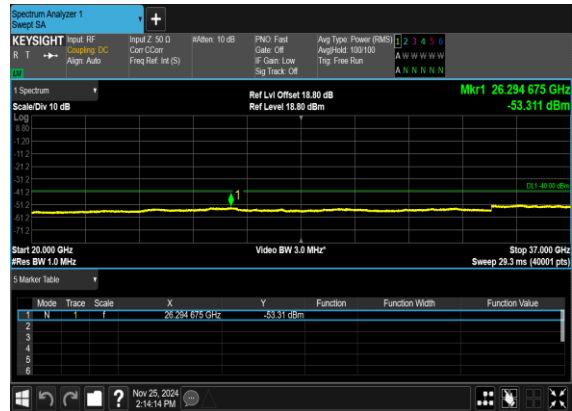 Spectrum Analyzer 1
Swept SA
+
KEYSIGHT Input: RF Input Z: 50 Ω #Atten: 10 dB PNO: Fast Avg Type: Power (RMS) 1 2 3 4 5 6
R T Coupling: DC Corr CCorr Gate: Off Avg|Hold: 100/100 A W W W W W
Align: Auto Freq Ref: Int (S) IF Gain: Low Trig: Free Run
LXI Sig Track: Off A N N N N N
1 Spectrum Ref Lvl Offset 18.80 dB Mkr1 26.294 675 GHz
Scale/Div 10 dB Ref Level 18.80 dBm -53.311 dBm
Log
8.80
-1.20
-11.2
-21.2
-31.2
DL1 -40.00 dBm
-41.2
1
-51.2
-61.2
-71.2
Start 20.000 GHz Video BW 3.0 MHz* Stop 37.000 GHz
#Res BW 1.0 MHz Sweep 29.3 ms (40001 pts)
5 Marker Table
Mode Trace Scale X Y Function Function Width Function Value
1 N 1 f 26.294 675 GHz -53.31 dBm
2
3
4
5
6
? Nov 25, 2024
2:14:14 PM